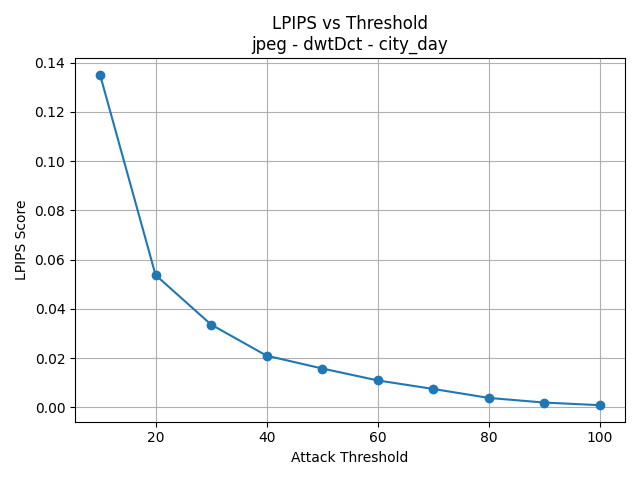 LPIPS vs Threshold
jpeg - dwtDct - city_day
0.14
0.12
0.10
0.08
0.06
0.04
0.02
0.00
LPIPS Score
20 40 60 80 100
Attack Threshold